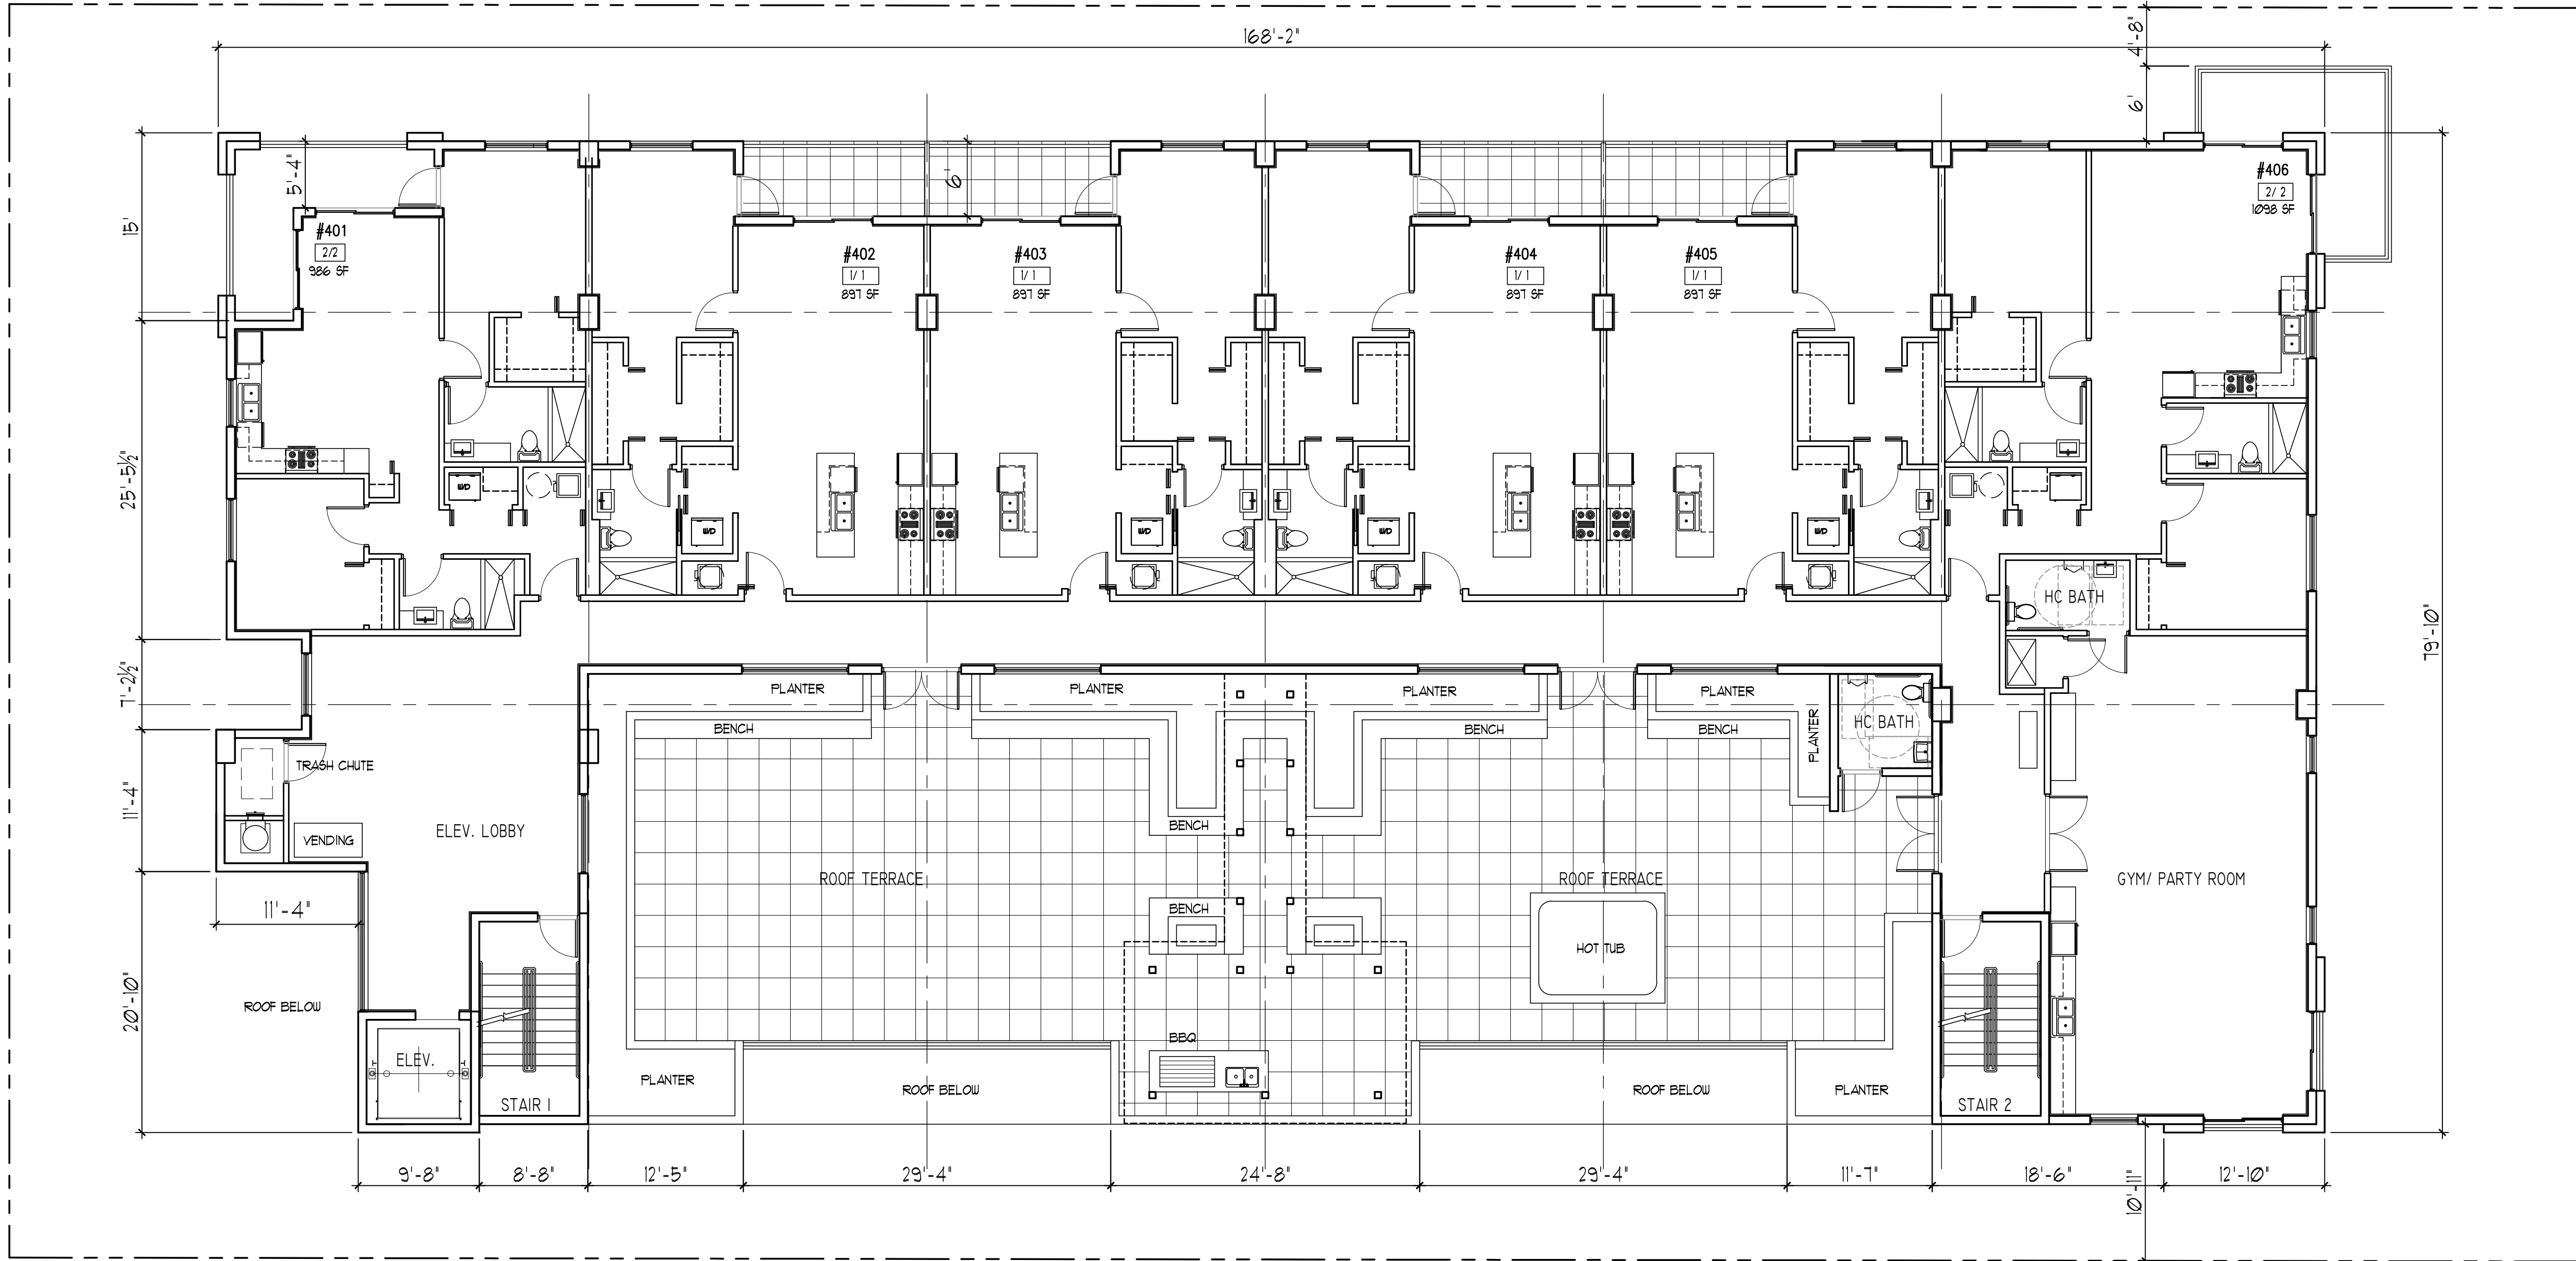 168'-2"
4'-8"
6'
15'
5'-4"
6'
#401
2/2
986 SF
#402
1/ 1
897 SF
#403
1/ 1
897 SF
#404
1/ 1
897 SF
#405
1/ 1
897 SF
#406
2/ 2
1098 SF
25'-5½"
W/D
W/D
W/D
W/D
W/D
HC BATH
79'-10"
7'-2½"
PLANTER
PLANTER
PLANTER
PLANTER
BENCH
BENCH
BENCH
PLANTER
HC BATH
TRASH CHUTE
11'-4"
VENDING
ELEV. LOBBY
BENCH
ROOF TERRACE
ROOF TERRACE
GYM/ PARTY ROOM
11'-4"
BENCH
HOT TUB
20'-10"
ROOF BELOW
BBQ
ELEV.
STAIR 1
PLANTER
ROOF BELOW
ROOF BELOW
PLANTER
STAIR 2
9'-8"
8'-8"
12'-5"
29'-4"
24'-8"
29'-4"
11'-7"
18'-6"
12'-10"
10'-11"